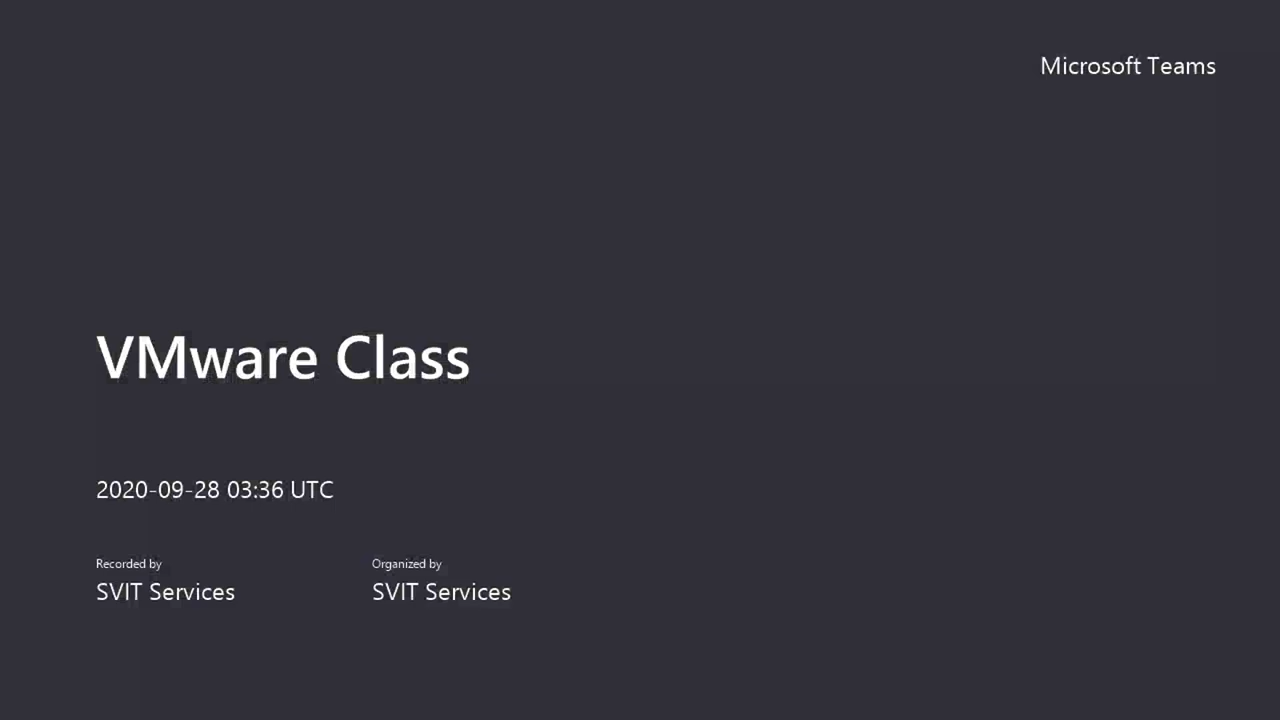 Microsoft Teams
VMware Class
2020-09-28 03:36 UTC
Recorded by
SVIT Services
Organized by
SVIT Services